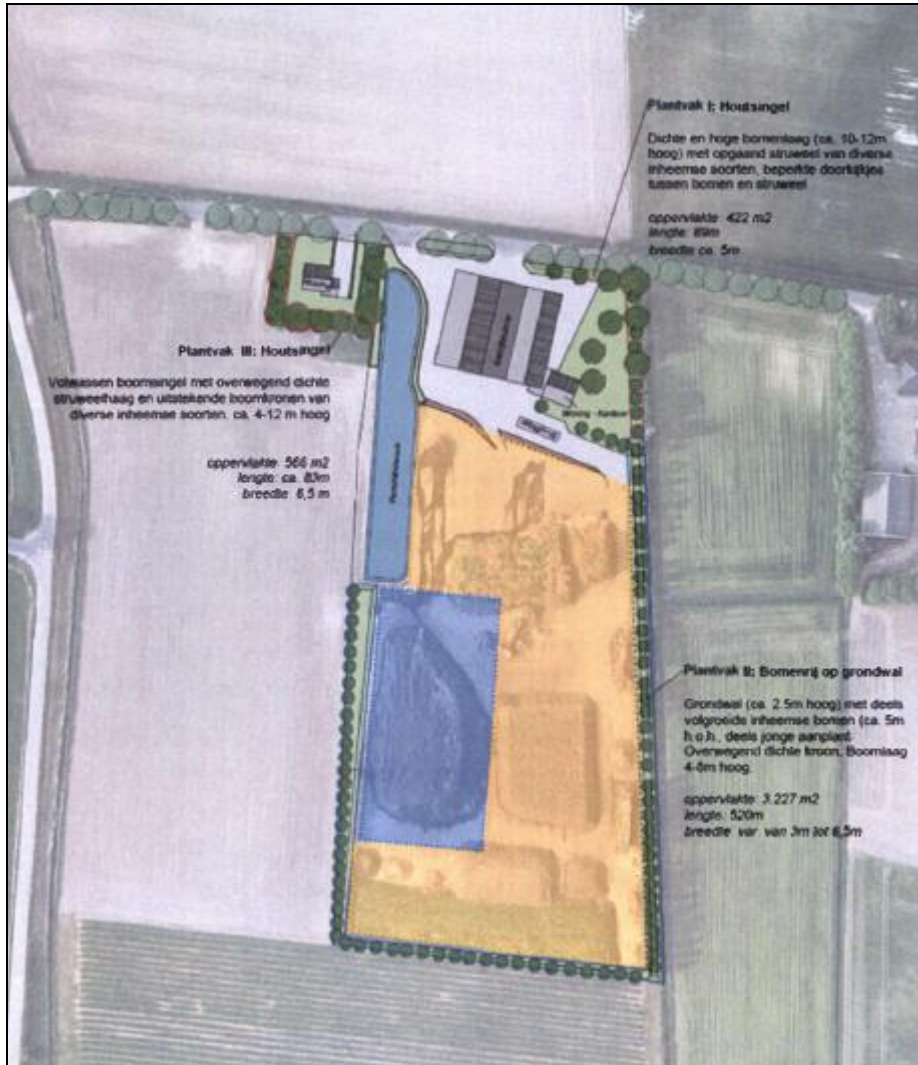 Plantvak I: Houtsingel
Dichte en hoge bomenlaag (ca. 10-12m
hoog) met opgaand struweel van diverse
inheemse soorten, beperkte doorkijkjes
tussen bomen en struweel
oppervlakte: 422 m2
lengte: 89m
breedte ca. 5m
Plantvak III: Houtsingel
Volwassen boomsingel met overwegend dichte
struweelhaag en uitstekende boomkronen van
diverse inheemse soorten. ca. 4-12 m hoog
oppervlakte: 566 m2
lengte: ca. 83m
breedte: 6,5 m
Woning - Kantoor
Plantvak II: Bomenrij op grondwal
Grondwal (ca. 2.5m hoog) met deels
volgroeide inheemse bomen (ca. 5m
h.o.h., deels jonge aanplant.
Overwegend dichte kroon, Boomlaag
4-8m hoog.
oppervlakte: 3.227 m2
lengte: 520m
breedte var. van 3m tot 6,5m